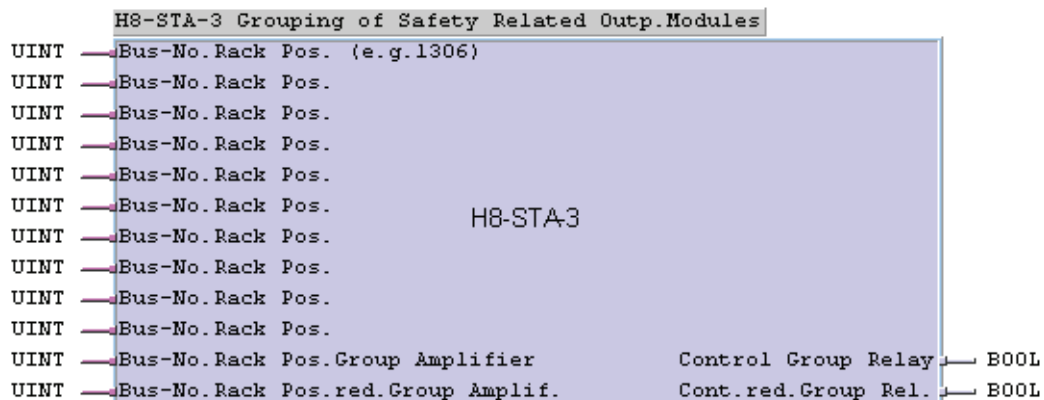 H8-STA-3 Grouping of Safety Related Outp.Modules
UINT Bus-No.Rack Pos. (e.g.1306)
UINT Bus-No.Rack Pos.
UINT Bus-No.Rack Pos.
UINT Bus-No.Rack Pos.
UINT Bus-No.Rack Pos.
UINT Bus-No.Rack Pos. H8-STA-3
UINT Bus-No.Rack Pos.
UINT Bus-No.Rack Pos.
UINT Bus-No.Rack Pos.
UINT Bus-No.Rack Pos.
UINT Bus-No.Rack Pos.Group Amplifier Control Group Relay BOOL
UINT Bus-No.Rack Pos.red.Group Amplif. Cont.red.Group Rel. BOOL